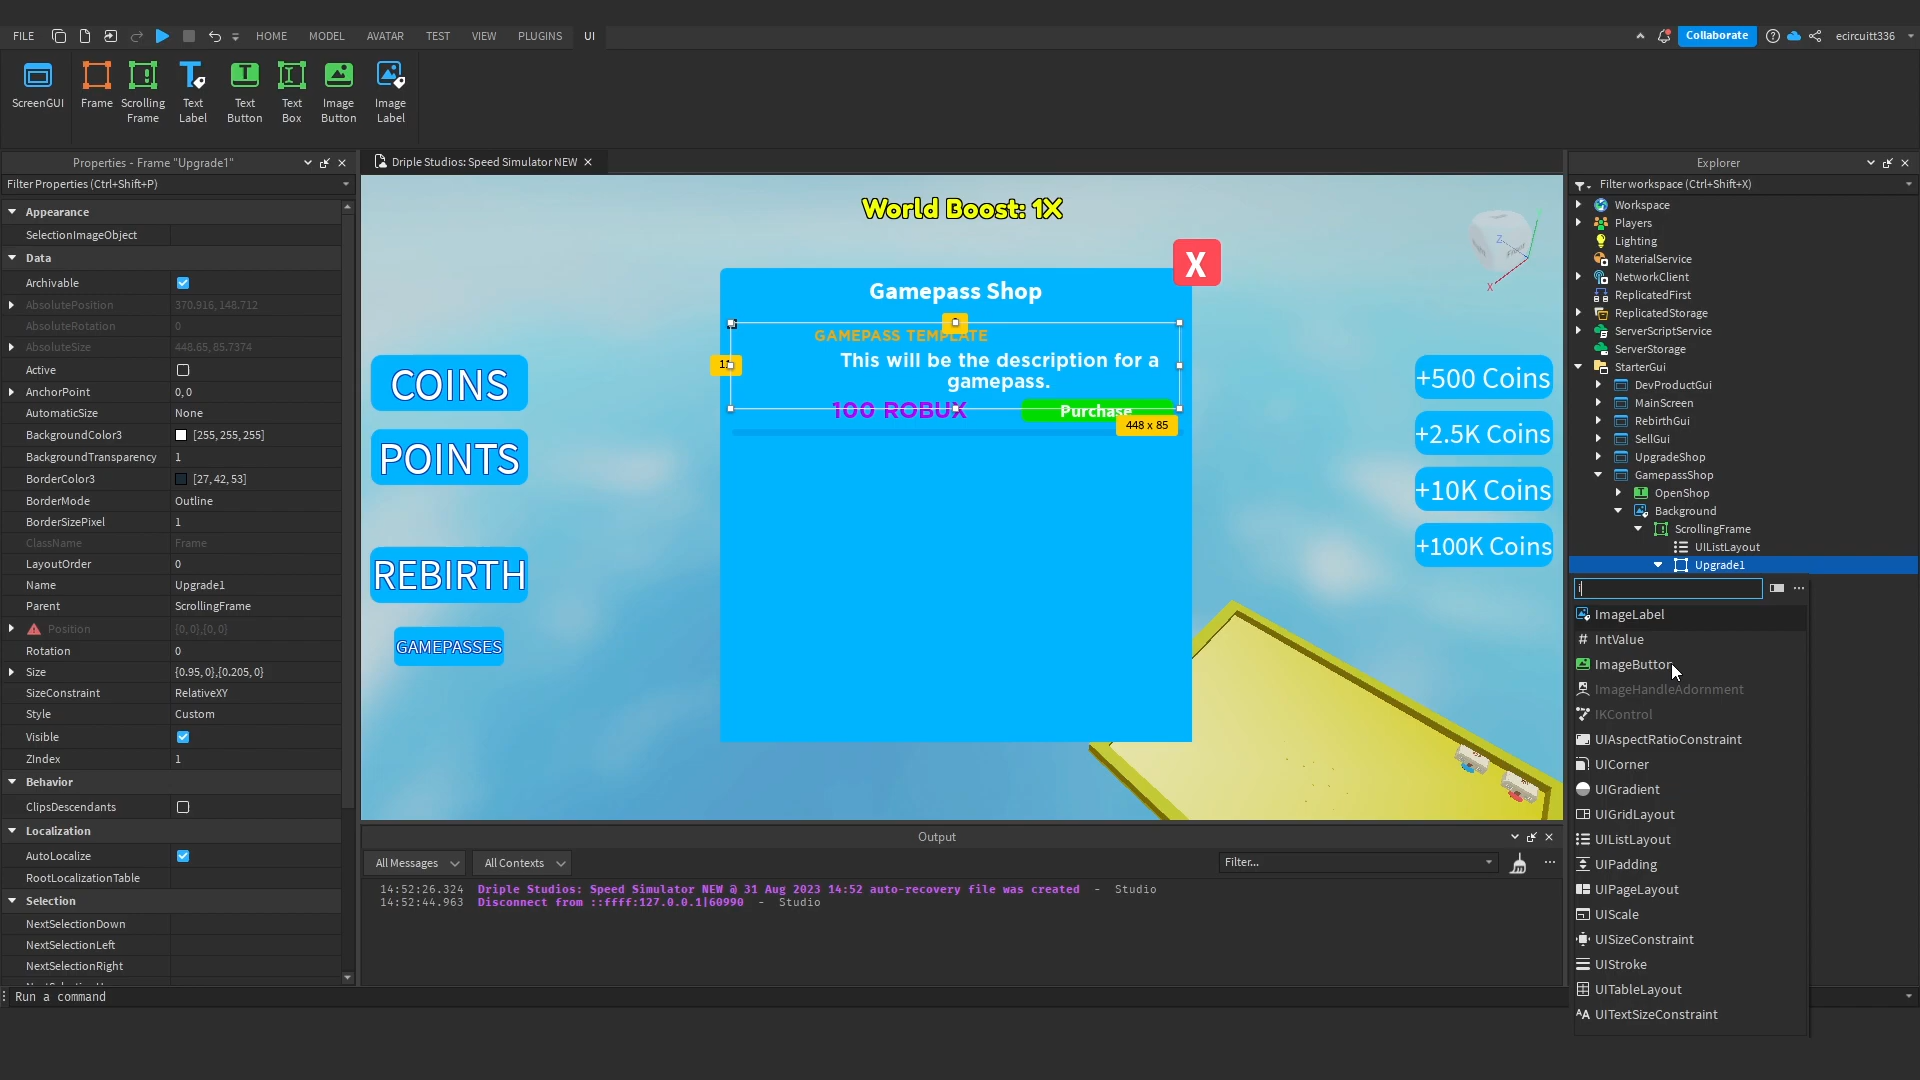 FILE HOME MODEL AVATAR TEST VIEW PLUGINS UI Collaborate ecircuitt336
ScreenGUI
Frame
Scrolling
Frame
Text
Label
Text
Button
Text
Box
Image
Button
Image
Label
Properties - Frame "Upgrade1"
Filter Properties (Ctrl+Shift+P)
Appearance
SelectionImageObject
Data
Archivable
AbsolutePosition 370.916, 148.712
AbsoluteRotation 0
AbsoluteSize 448.65, 85.7374
Active
AnchorPoint 0, 0
AutomaticSize None
BackgroundColor3 [255, 255, 255]
BackgroundTransparency 1
BorderColor3 [27, 42, 53]
BorderMode Outline
BorderSizePixel 1
ClassName Frame
LayoutOrder 0
Name Upgrade1
Parent ScrollingFrame
Position {0, 0},{0, 0}
Rotation 0
Size {0.95, 0},{0.205, 0}
SizeConstraint RelativeXY
Style Custom
Visible
ZIndex 1
Behavior
ClipsDescendants
Localization
AutoLocalize
RootLocalizationTable
Selection
NextSelectionDown
NextSelectionLeft
NextSelectionRight
Driple Studios: Speed Simulator NEW
World Boost: 1X
X
Gamepass Shop
GAMEPASS TEMPLATE
This will be the description for a
gamepass.
100 ROBUX
Purchase
448 x 85
COINS
POINTS
REBIRTH
GAMEPASSES
+500 Coins
+2.5K Coins
+10K Coins
+100K Coins
Z
X
Output
All Messages All Contexts Filter...
14:52:26.324 Driple Studios: Speed Simulator NEW @ 31 Aug 2023 14:52 auto-recovery file was created - Studio
14:52:44.963 Disconnect from ::ffff:127.0.0.1|60990 - Studio
Run a command
Explorer
Filter workspace (Ctrl+Shift+X)
Workspace
Players
Lighting
MaterialService
NetworkClient
ReplicatedFirst
ReplicatedStorage
ServerScriptService
ServerStorage
StarterGui
DevProductGui
MainScreen
RebirthGui
SellGui
UpgradeShop
GamepassShop
OpenShop
Background
ScrollingFrame
UIListLayout
Upgrade1
i
ImageLabel
IntValue
ImageButton
ImageHandleAdornment
IKControl
UIAspectRatioConstraint
UICorner
UIGradient
UIGridLayout
UIListLayout
UIPadding
UIPageLayout
UIScale
UISizeConstraint
UIStroke
UITableLayout
UITextSizeConstraint